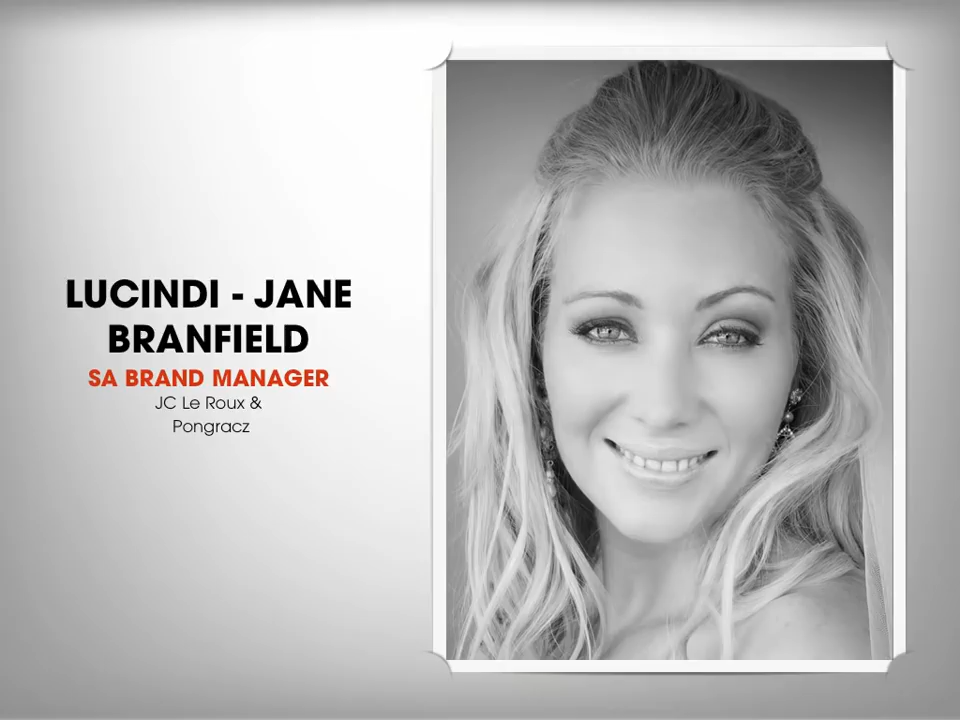 LUCINDI - JANE
BRANFIELD
SA BRAND MANAGER
JC Le Roux &
Pongracz